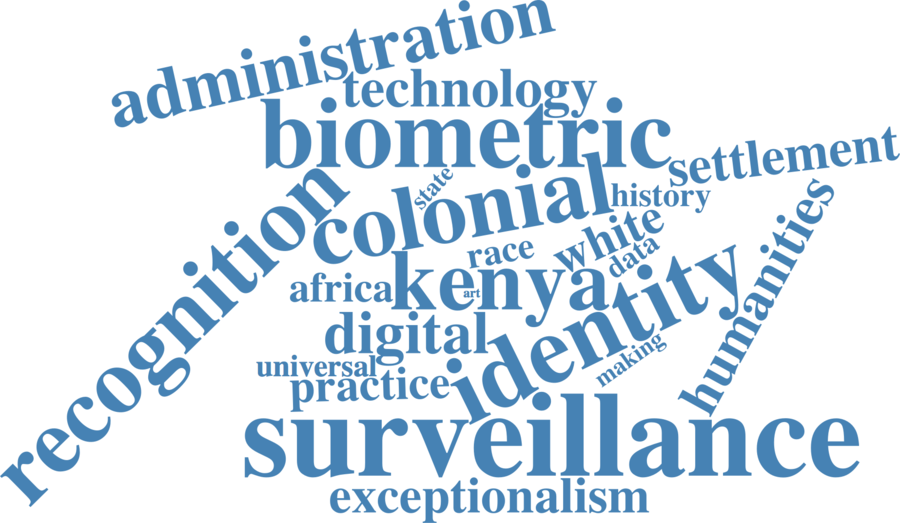 administration
technology
biometric
settlement
recognition
state
colonial
history
white
race
data
humanities
africa
kenya
art
identity
digital
universal
practice
making
surveillance
exceptionalism